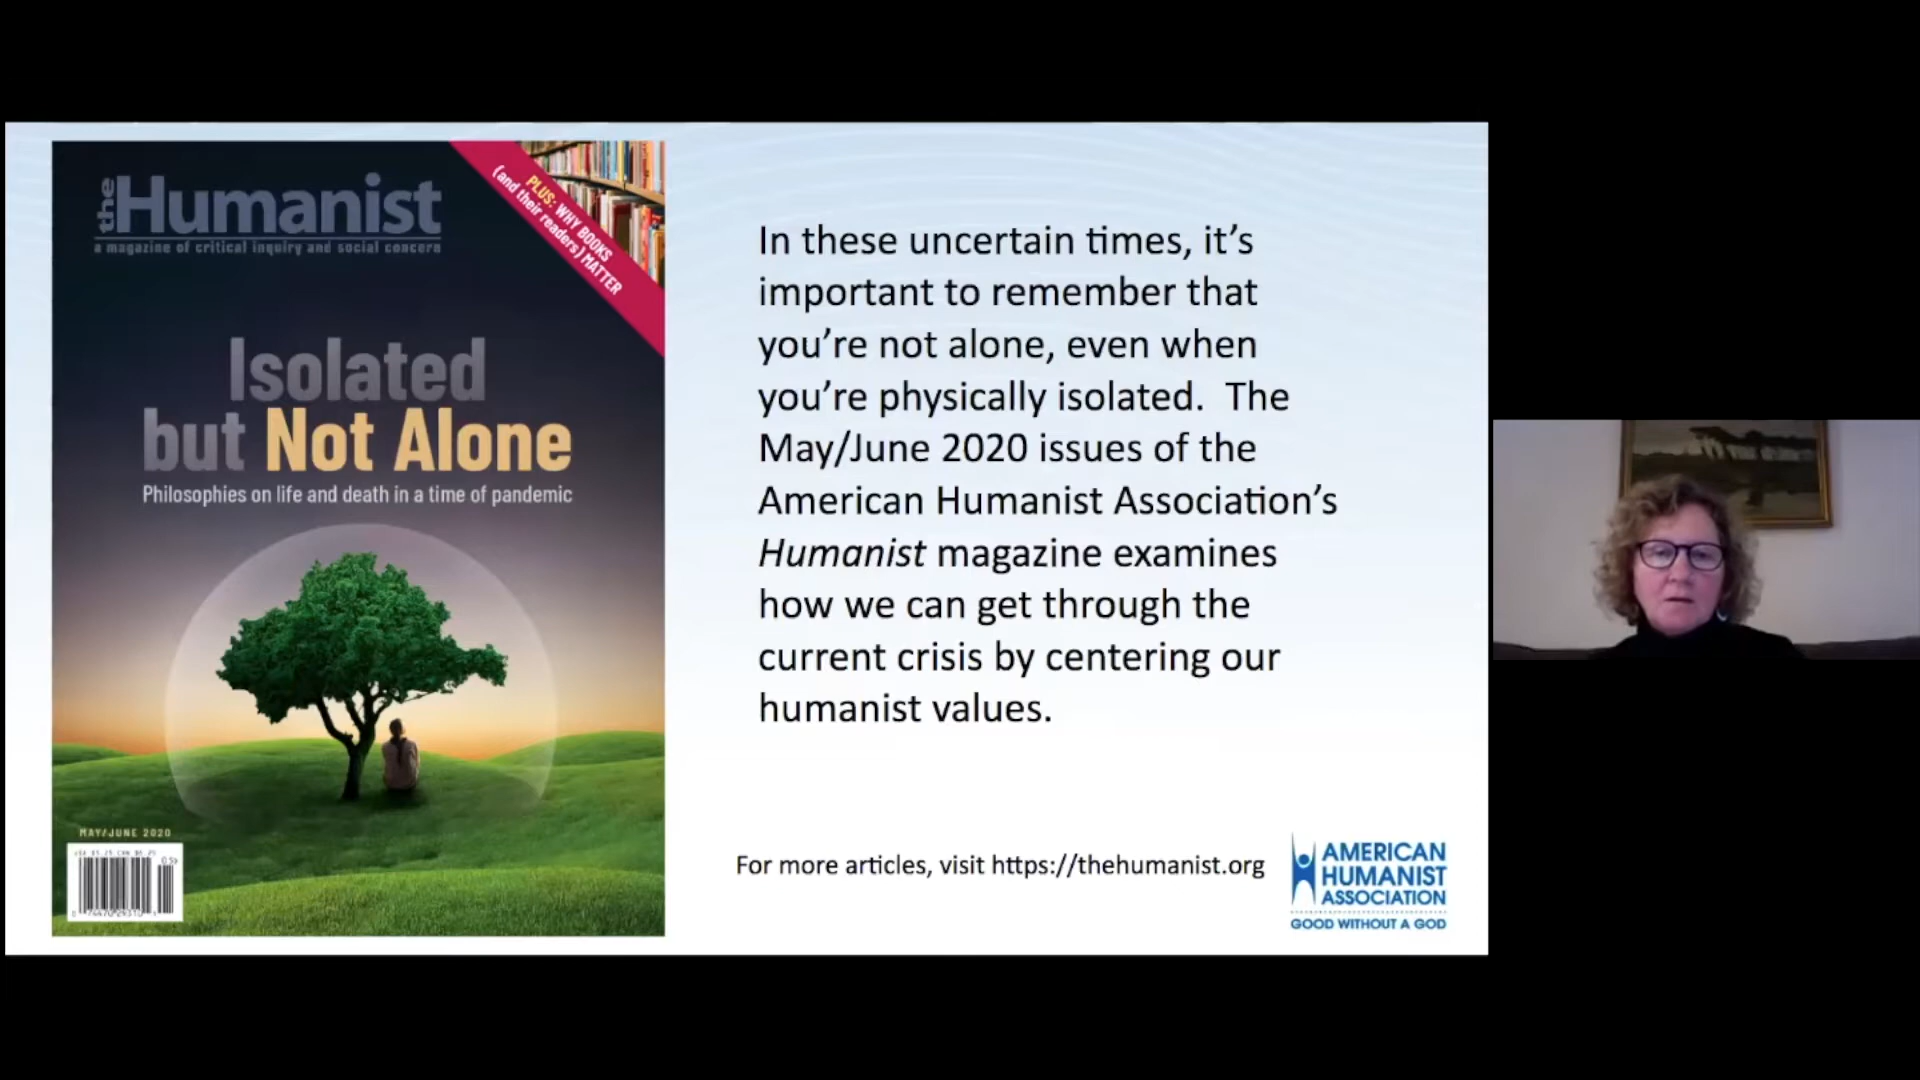 the Humanist
a magazine of critical inquiry and social concern
PLUS: WHY BOOKS
(and their readers) MATTER
Isolated
but Not Alone
Philosophies on life and death in a time of pandemic
MAY/JUNE 2020
In these uncertain times, it’s
important to remember that
you’re not alone, even when
you’re physically isolated.  The
May/June 2020 issues of the
American Humanist Association’s
Humanist magazine examines
how we can get through the
current crisis by centering our
humanist values.
For more articles, visit https://thehumanist.org
AMERICAN
HUMANIST
ASSOCIATION
GOOD WITHOUT A GOD